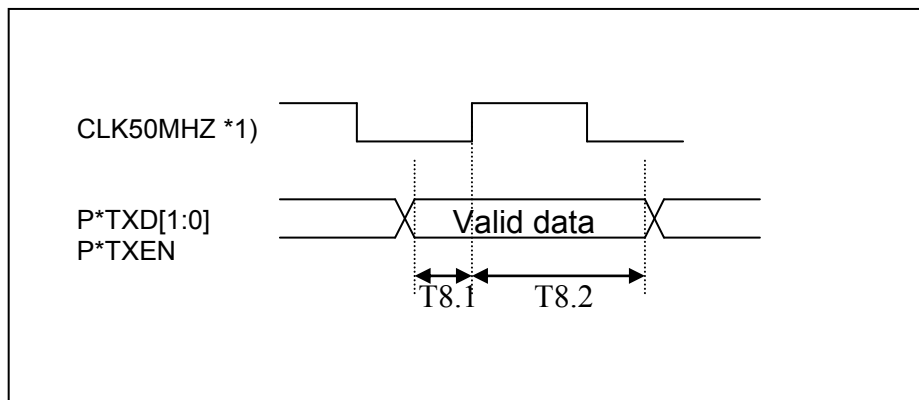 CLK50MHZ *1)
P*TXD[1:0]
P*TXEN
Valid data
T8.1
T8.2